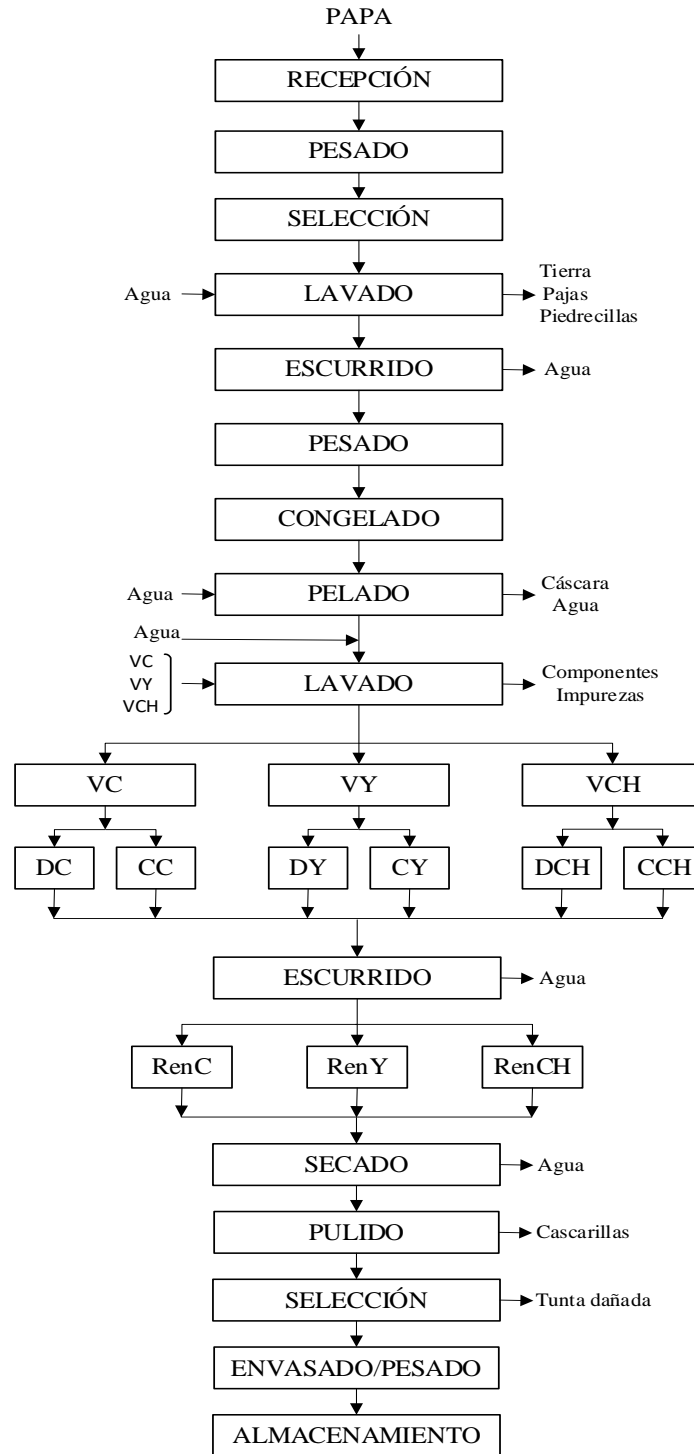 PAPA
RECEPCIÓN
PESADO
SELECCIÓN
Agua
LAVADO
Tierra
Pajas
Piedrecillas
ESCURRIDO
Agua
PESADO
CONGELADO
Agua
PELADO
Cáscara
Agua
Agua
VC
VY
VCH
LAVADO
Componentes
Impurezas
VC
VY
VCH
DC
CC
DY
CY
DCH
CCH
ESCURRIDO
Agua
RenC
RenY
RenCH
SECADO
Agua
PULIDO
Cascarillas
SELECCIÓN
Tunta dañada
ENVASADO/PESADO
ALMACENAMIENTO